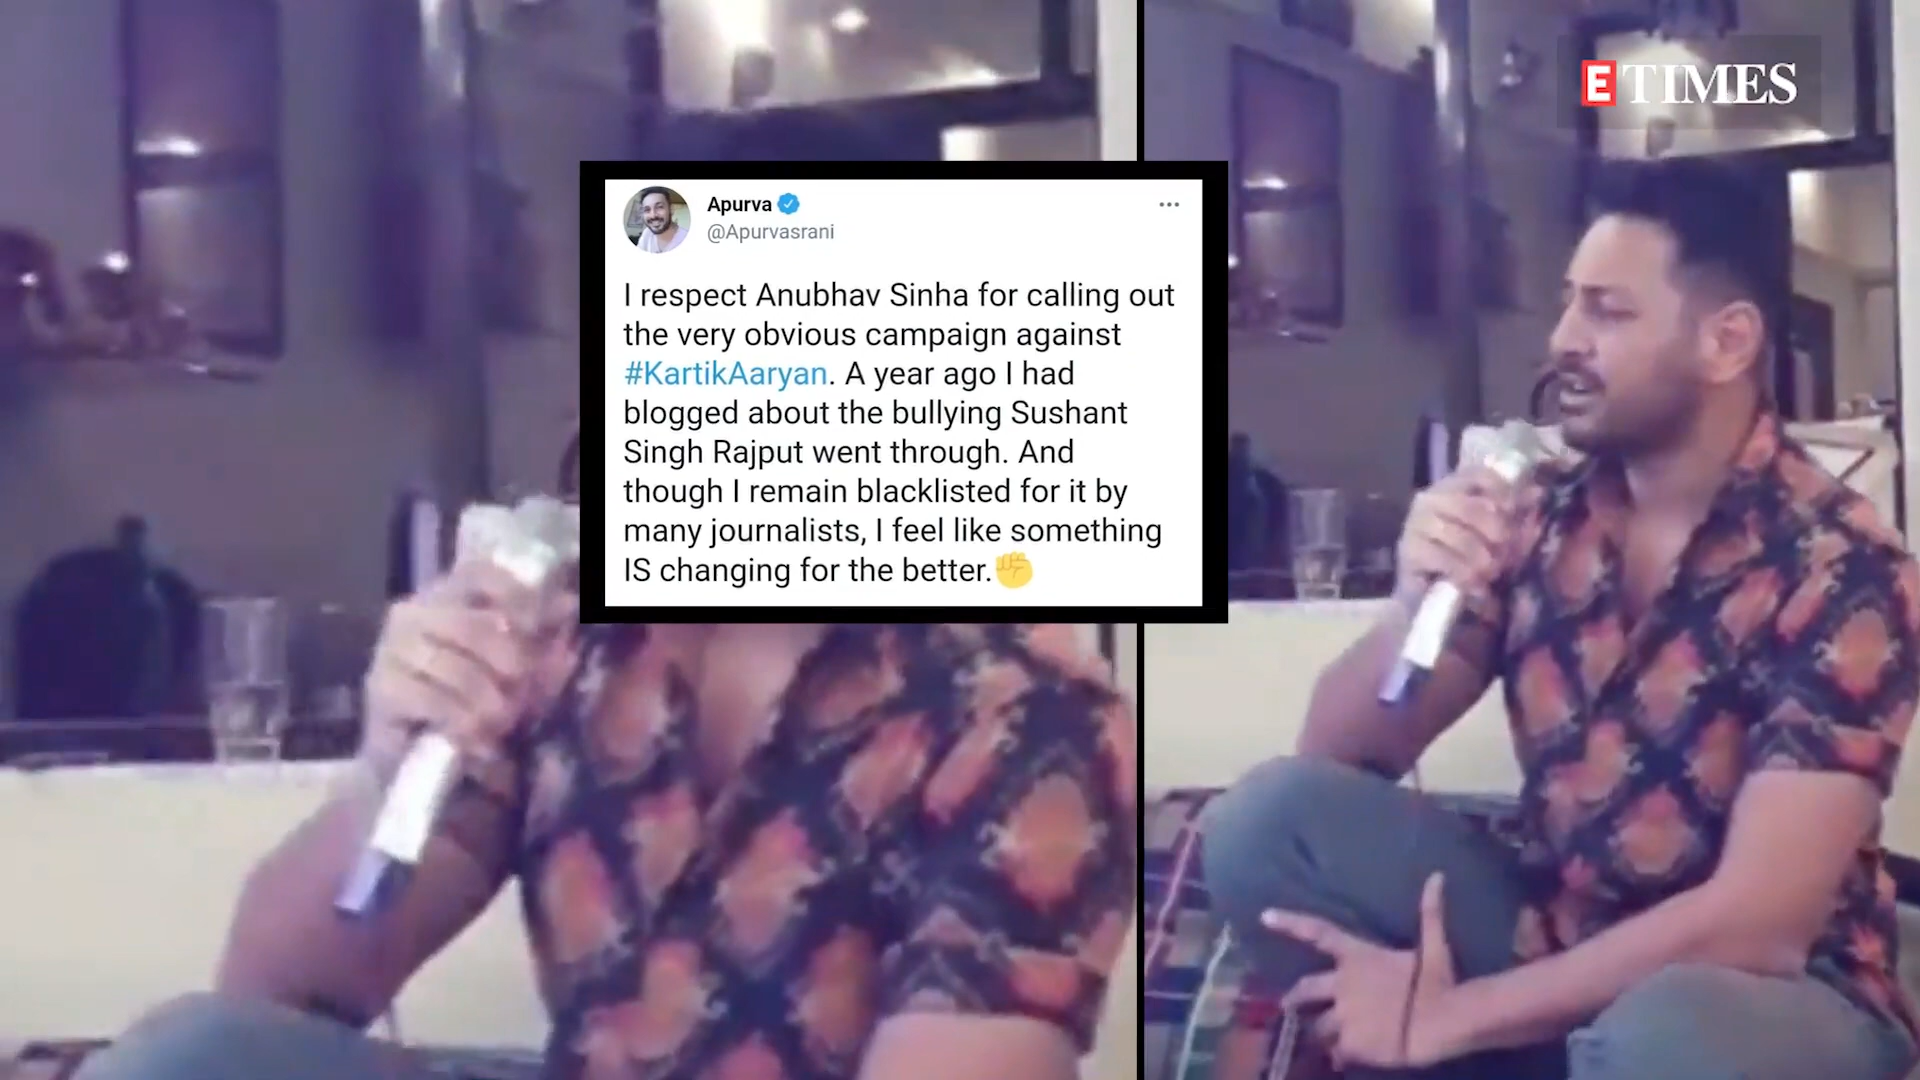 E TIMES
Apurva
@Apurvasrani
I respect Anubhav Sinha for calling out
the very obvious campaign against
#KartikAaryan. A year ago I had
blogged about the bullying Sushant
Singh Rajput went through. And
though I remain blacklisted for it by
many journalists, I feel like something
IS changing for the better.✊